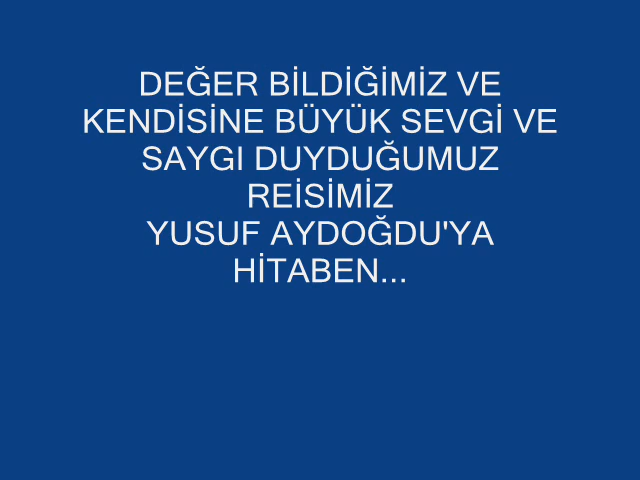 DEĞER BİLDİĞİMİZ VE
KENDİSİNE BÜYÜK SEVGİ VE
SAYGI DUYDUĞUMUZ
REİSİMİZ
YUSUF AYDOĞDU'YA
HİTABEN...